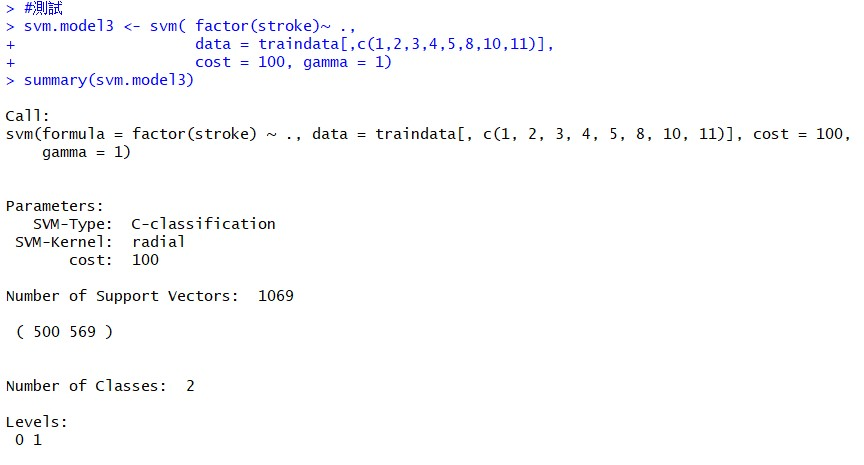 > #測試
> svm.model3 <- svm( factor(stroke)~ .,
+                    data = traindata[,c(1,2,3,4,5,8,10,11)],
+                    cost = 100, gamma = 1)
> summary(svm.model3)
Call:
svm(formula = factor(stroke) ~ ., data = traindata[, c(1, 2, 3, 4, 5, 8, 10, 11)], cost = 100,
    gamma = 1)
Parameters:
   SVM-Type:  C-classification
 SVM-Kernel:  radial
       cost:  100
Number of Support Vectors:  1069
 ( 500 569 )
Number of Classes:  2
Levels:
 0 1